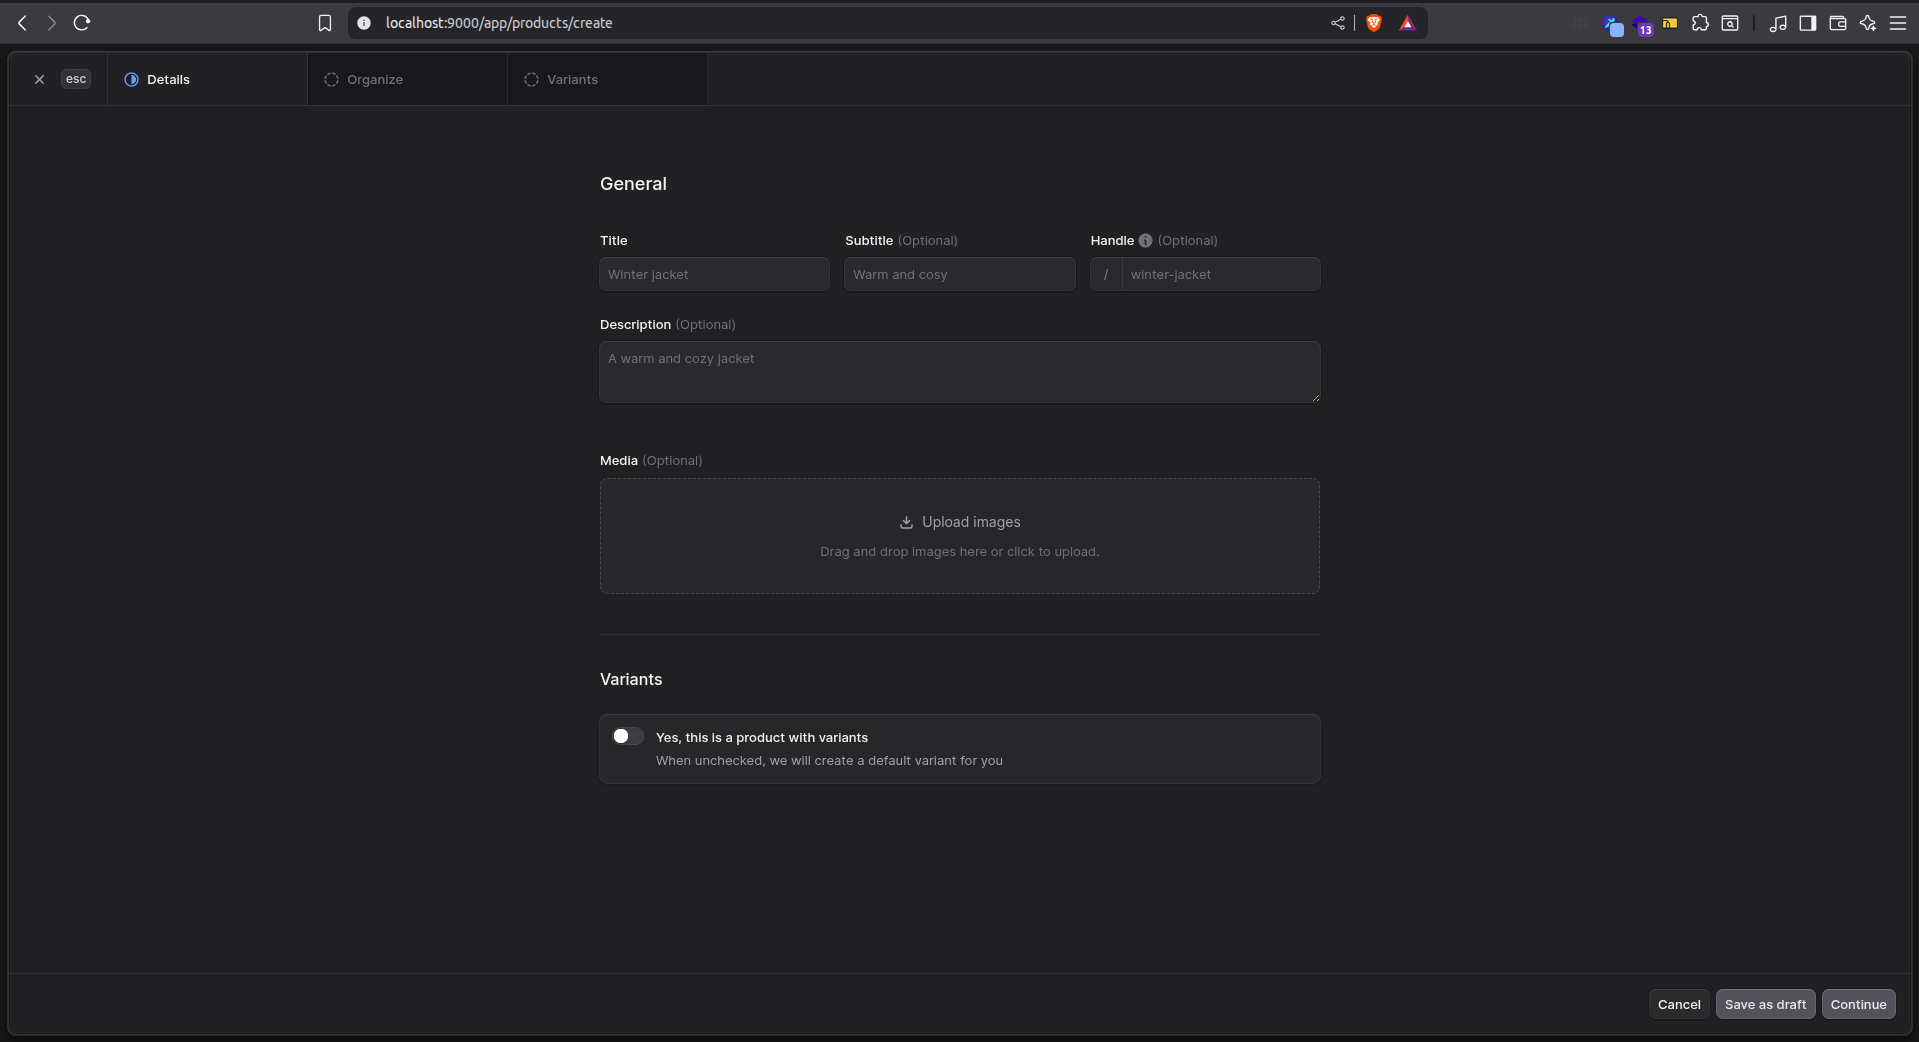 localhost:9000/app/products/create
13
esc
Details
Organize
Variants
General
Title
Subtitle (Optional)
Handle (Optional)
Winter jacket
Warm and cosy
/ winter-jacket
Description (Optional)
A warm and cozy jacket
Media (Optional)
Upload images
Drag and drop images here or click to upload.
Variants
Yes, this is a product with variants
When unchecked, we will create a default variant for you
Cancel
Save as draft
Continue